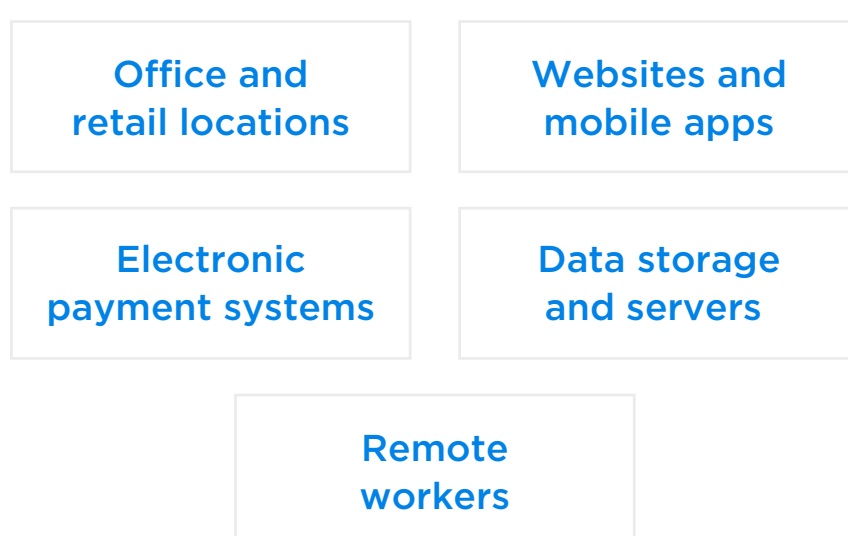 Office and
retail locations
Websites and
mobile apps
Electronic
payment systems
Data storage
and servers
Remote
workers